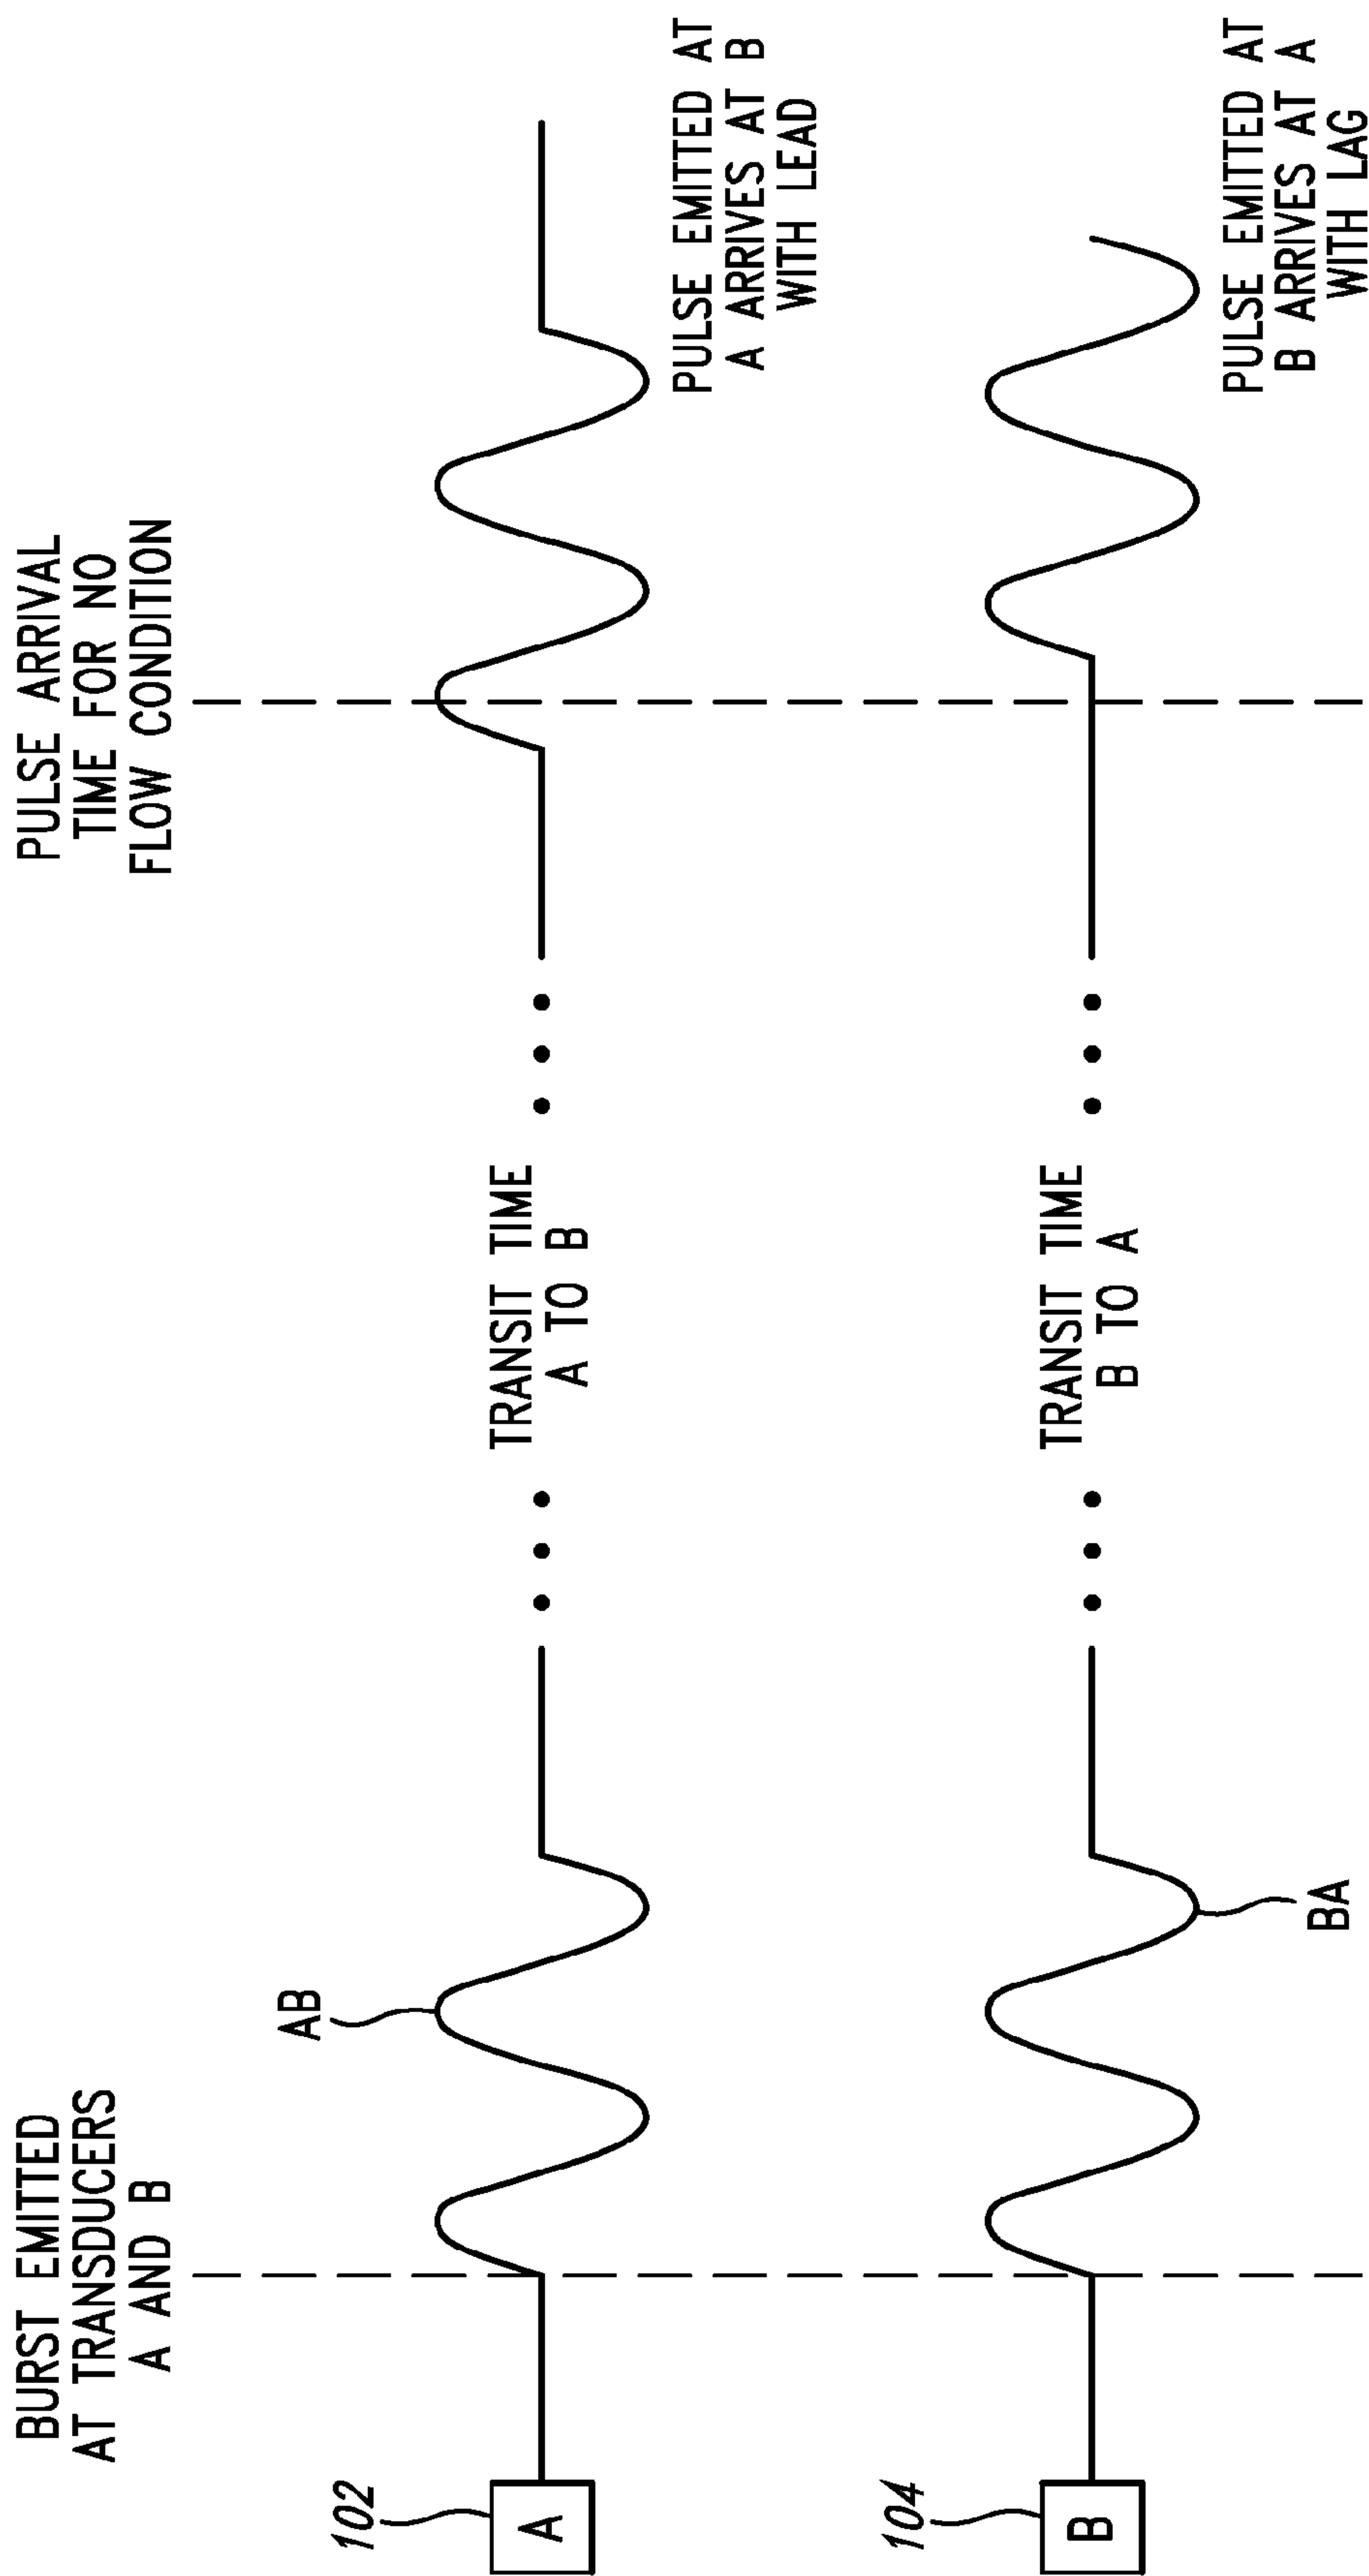 BURST EMITTED
AT TRANSDUCERS
A AND B
PULSE ARRIVAL
TIME FOR NO
FLOW CONDITION
102
A
AB
TRANSIT TIME
A TO B
PULSE EMITTED AT
A ARRIVES AT B
WITH LEAD
104
B
BA
TRANSIT TIME
B TO A
PULSE EMITTED AT
B ARRIVES AT A
WITH LAG